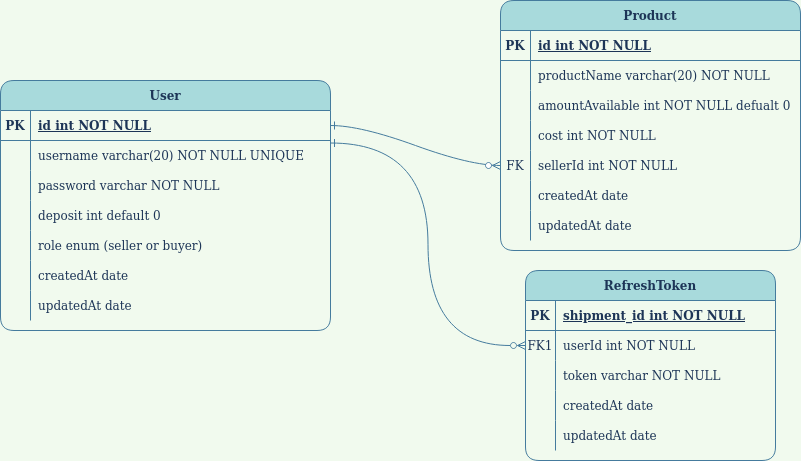 User
PK id int NOT NULL
username varchar(20) NOT NULL UNIQUE
password varchar NOT NULL
deposit int default 0
role enum (seller or buyer)
createdAt date
updatedAt date
Product
PK id int NOT NULL
productName varchar(20) NOT NULL
amountAvailable int NOT NULL defualt 0
cost int NOT NULL
FK sellerId int NOT NULL
createdAt date
updatedAt date
RefreshToken
PK shipment_id int NOT NULL
FK1 userId int NOT NULL
token varchar NOT NULL
createdAt date
updatedAt date